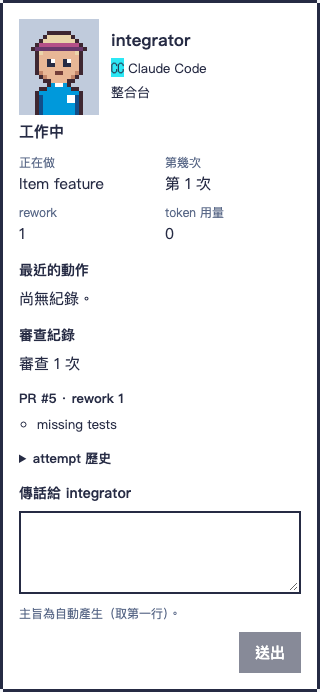 integrator
CC Claude Code
整合台
工作中
正在做
第幾次
Item feature
第 1 次
rework
token 用量
1
0
最近的動作
尚無紀錄。
審查紀錄
審查 1 次
PR #5 · rework 1
missing tests
attempt 歷史
傳話給 integrator
主旨為自動產生（取第一行）。
送出